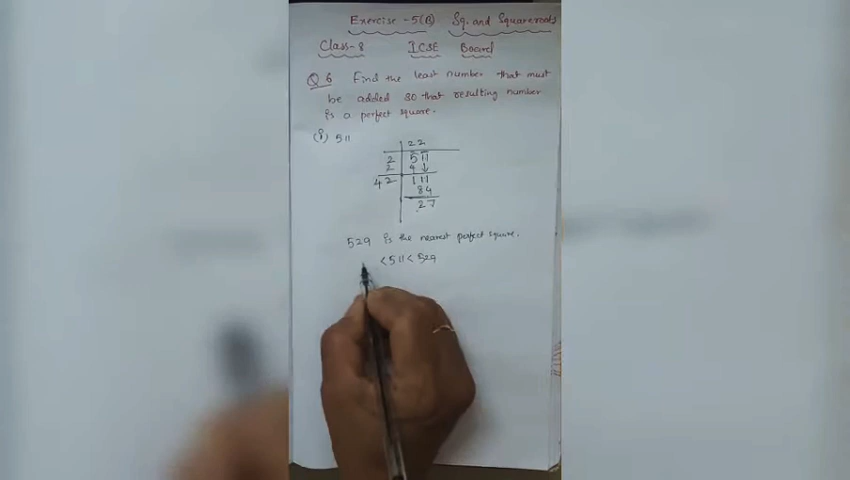 Exercise - 5(B) Sq. and Squareroots
Class-8 ICSE Board
Q 6 Find the least number that must
be added so that resulting number
is a perfect square.
(i) 511
22
2 511
2 4↓
42 111
84
27
529 is the nearest perfect square.
<511< 529